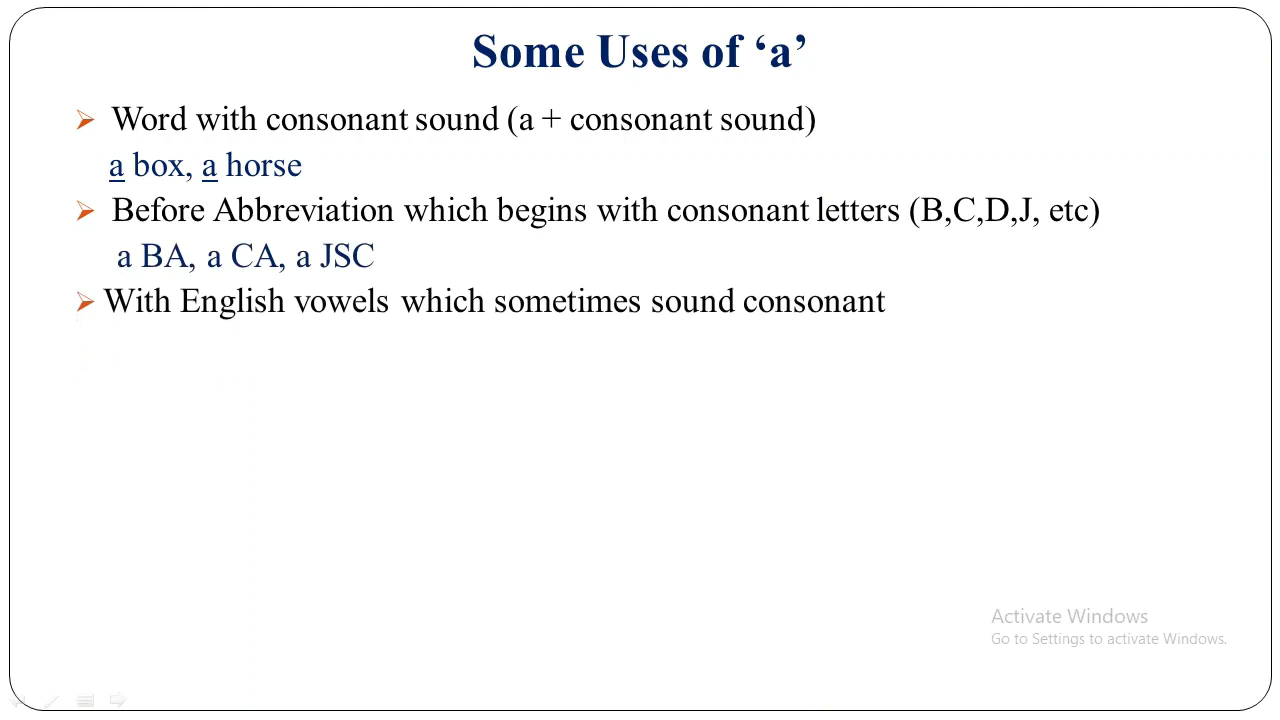 Some Uses of ‘a’
Word with consonant sound (a + consonant sound)
a box, a horse
Before Abbreviation which begins with consonant letters (B,C,D,J, etc)
a BA, a CA, a JSC
With English vowels which sometimes sound consonant
Activate Windows
Go to Settings to activate Windows.